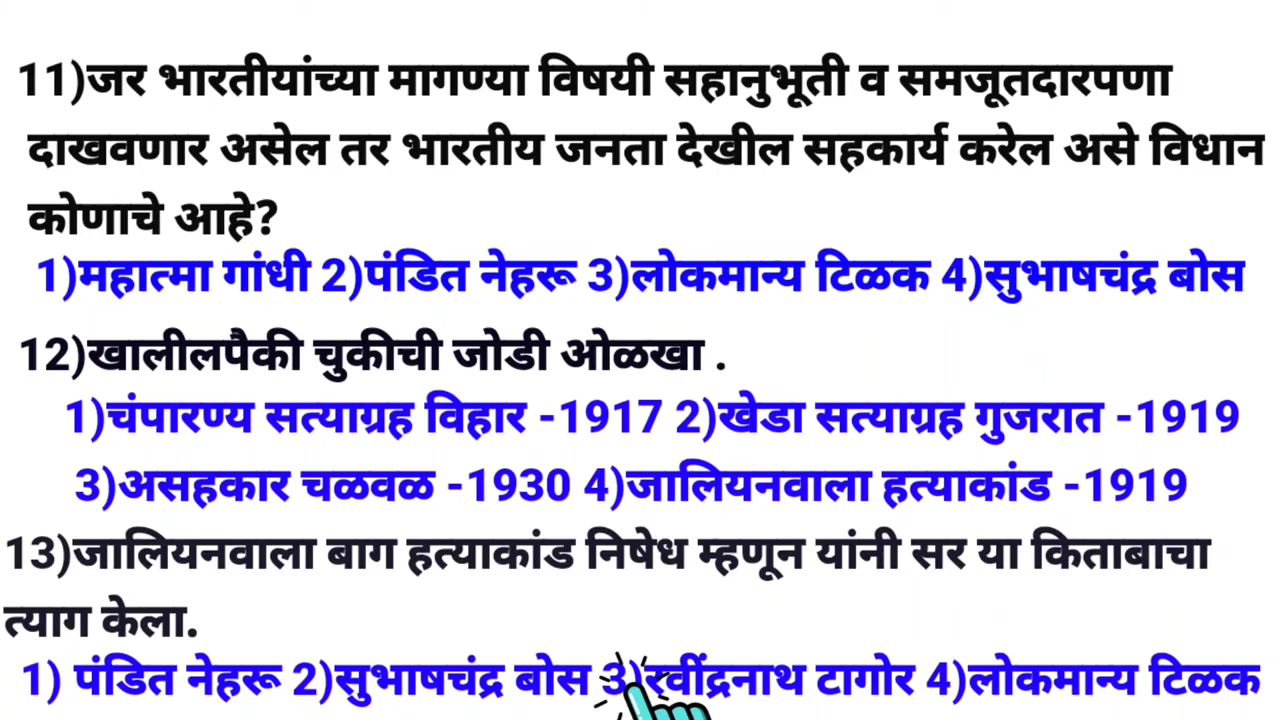 11)जर भारतीयांच्या मागण्या विषयी सहानुभूती व समजूतदारपणा
दाखवणार असेल तर भारतीय जनता देखील सहकार्य करेल असे विधान
कोणाचे आहे?
1)महात्मा गांधी 2)पंडित नेहरू 3)लोकमान्य टिळक 4)सुभाषचंद्र बोस
12)खालीलपैकी चुकीची जोडी ओळखा .
1)चंपारण्य सत्याग्रह विहार -1917 2)खेडा सत्याग्रह गुजरात -1919
3)असहकार चळवळ -1930 4)जालियनवाला हत्याकांड -1919
13)जालियनवाला बाग हत्याकांड निषेध म्हणून यांनी सर या किताबाचा
त्याग केला.
1) पंडित नेहरू 2)सुभाषचंद्र बोस 3)रवींद्रनाथ टागोर 4)लोकमान्य टिळक